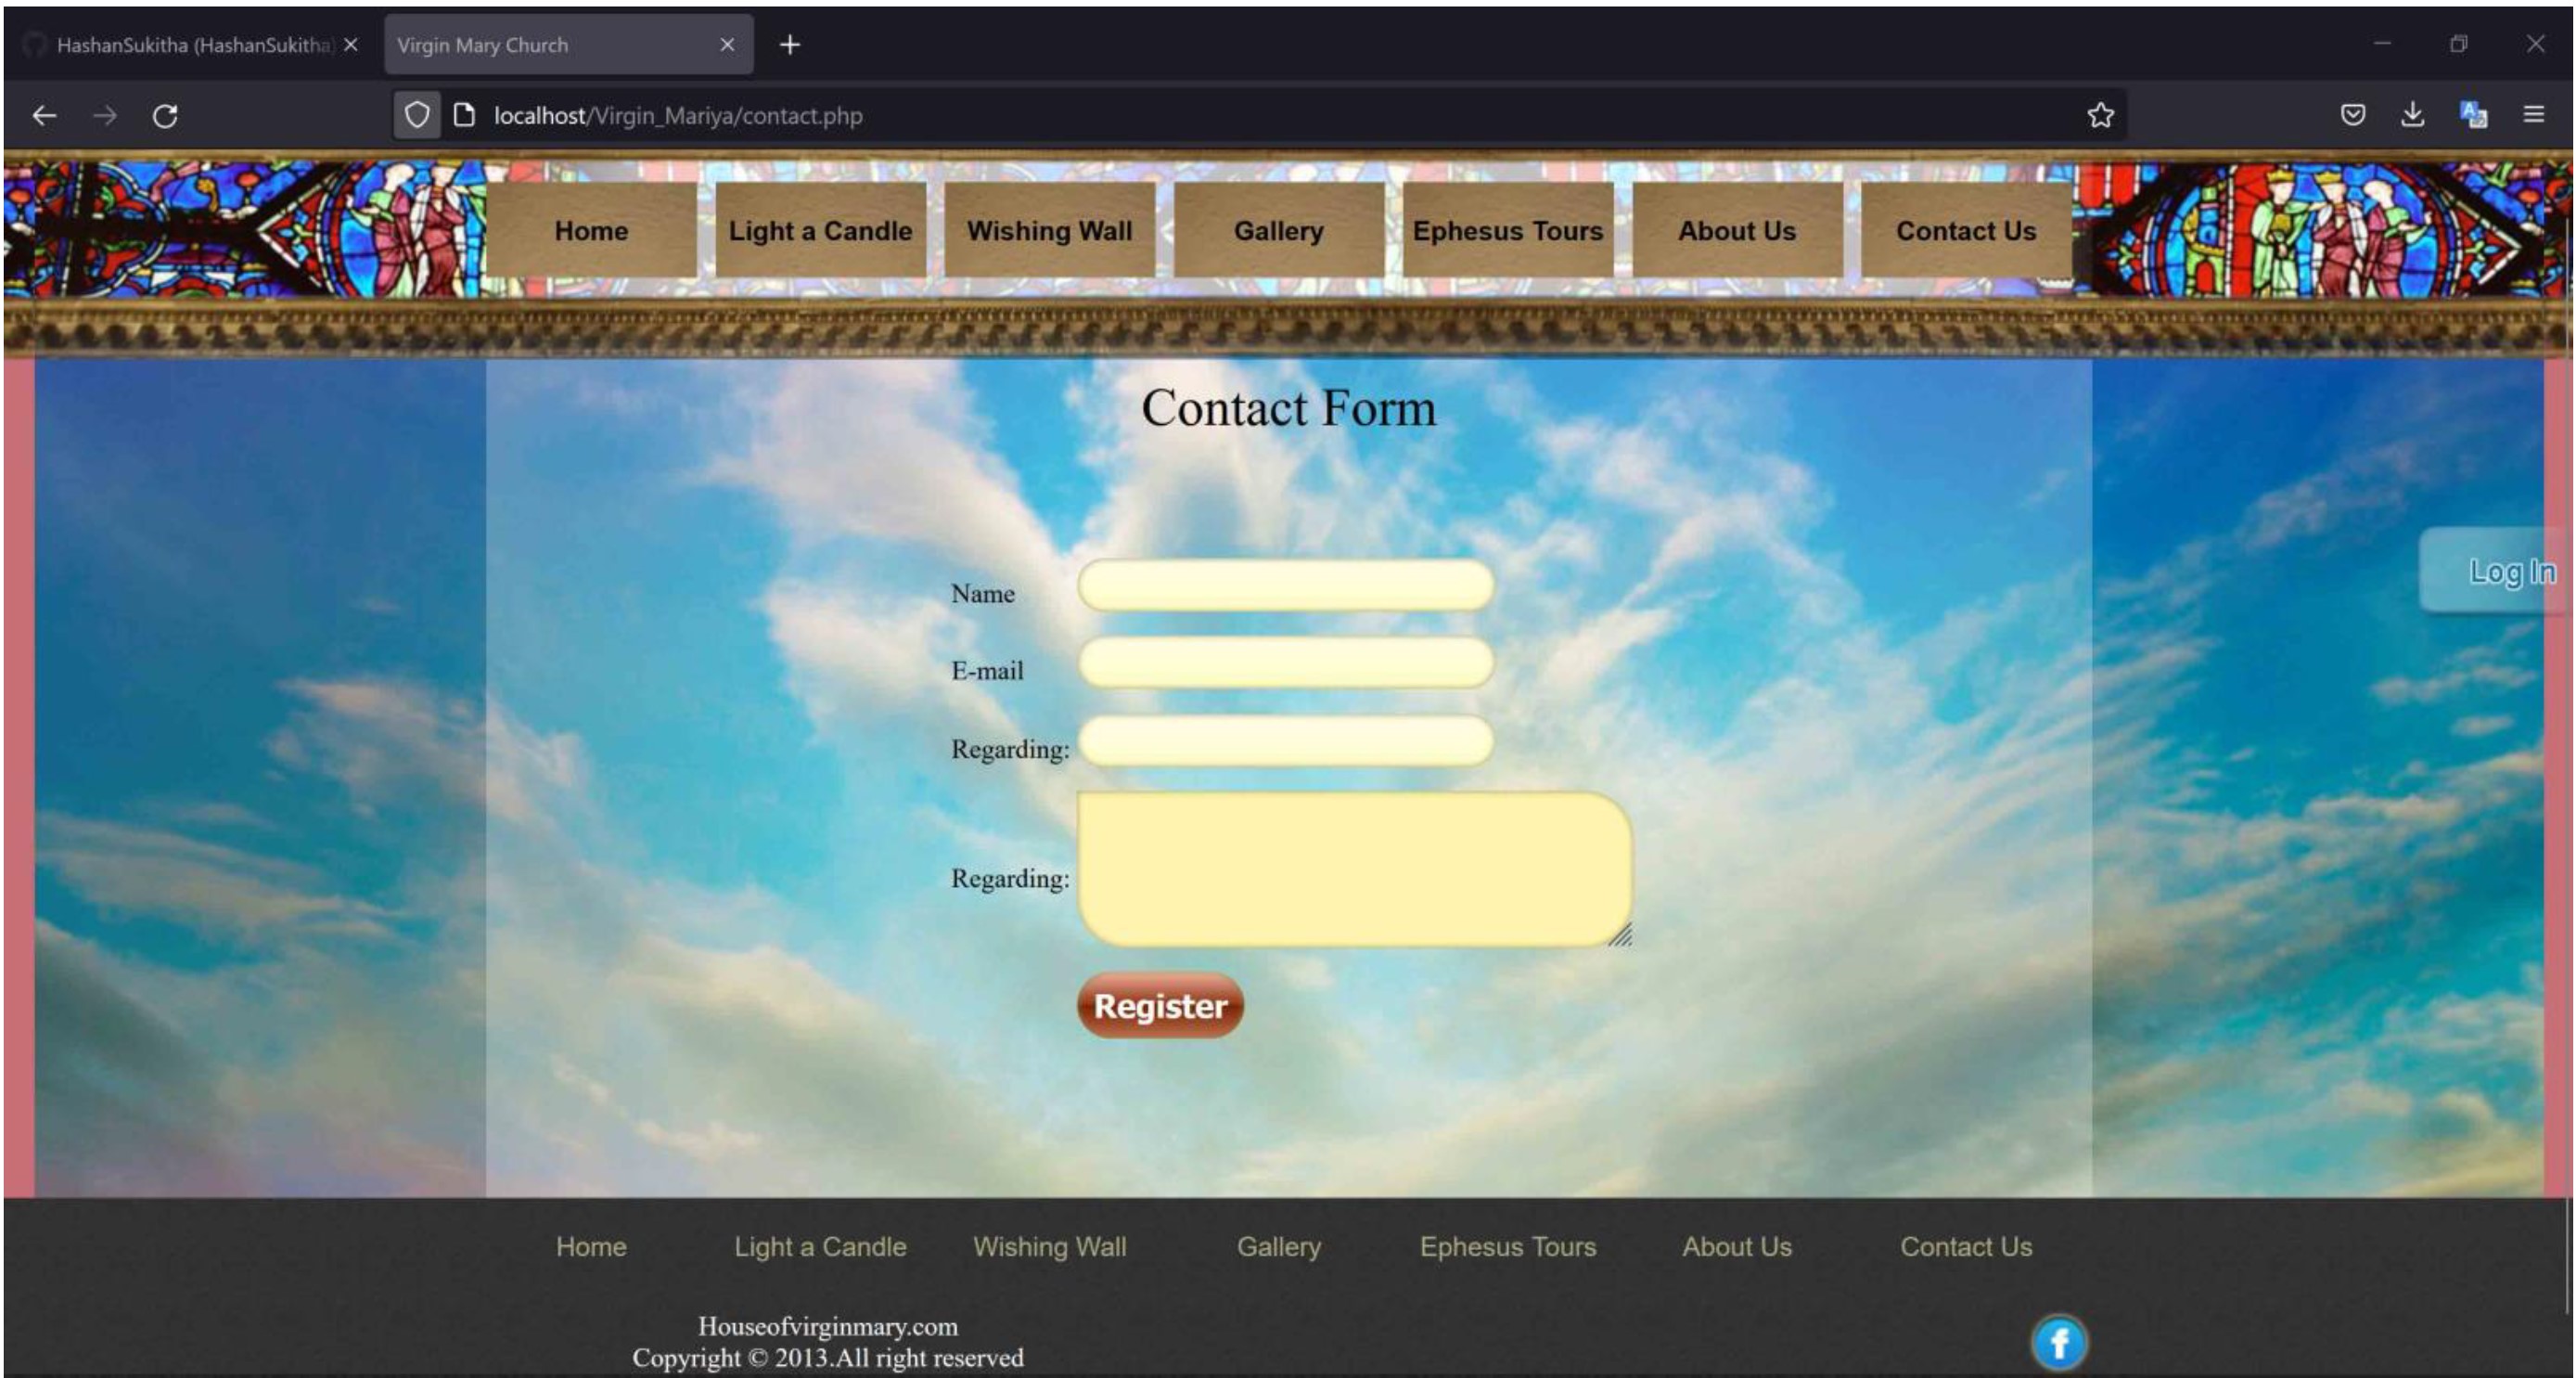 HashanSukitha (HashanSukitha)
Virgin Mary Church
localhost/Virgin_Mariya/contact.php
Home Light a Candle Wishing Wall Gallery Ephesus Tours About Us Contact Us
Contact Form
Log In
Name
E-mail
Regarding:
Regarding:
Register
Home Light a Candle Wishing Wall Gallery Ephesus Tours About Us Contact Us
Houseofvirginmary.com
Copyright © 2013.All right reserved